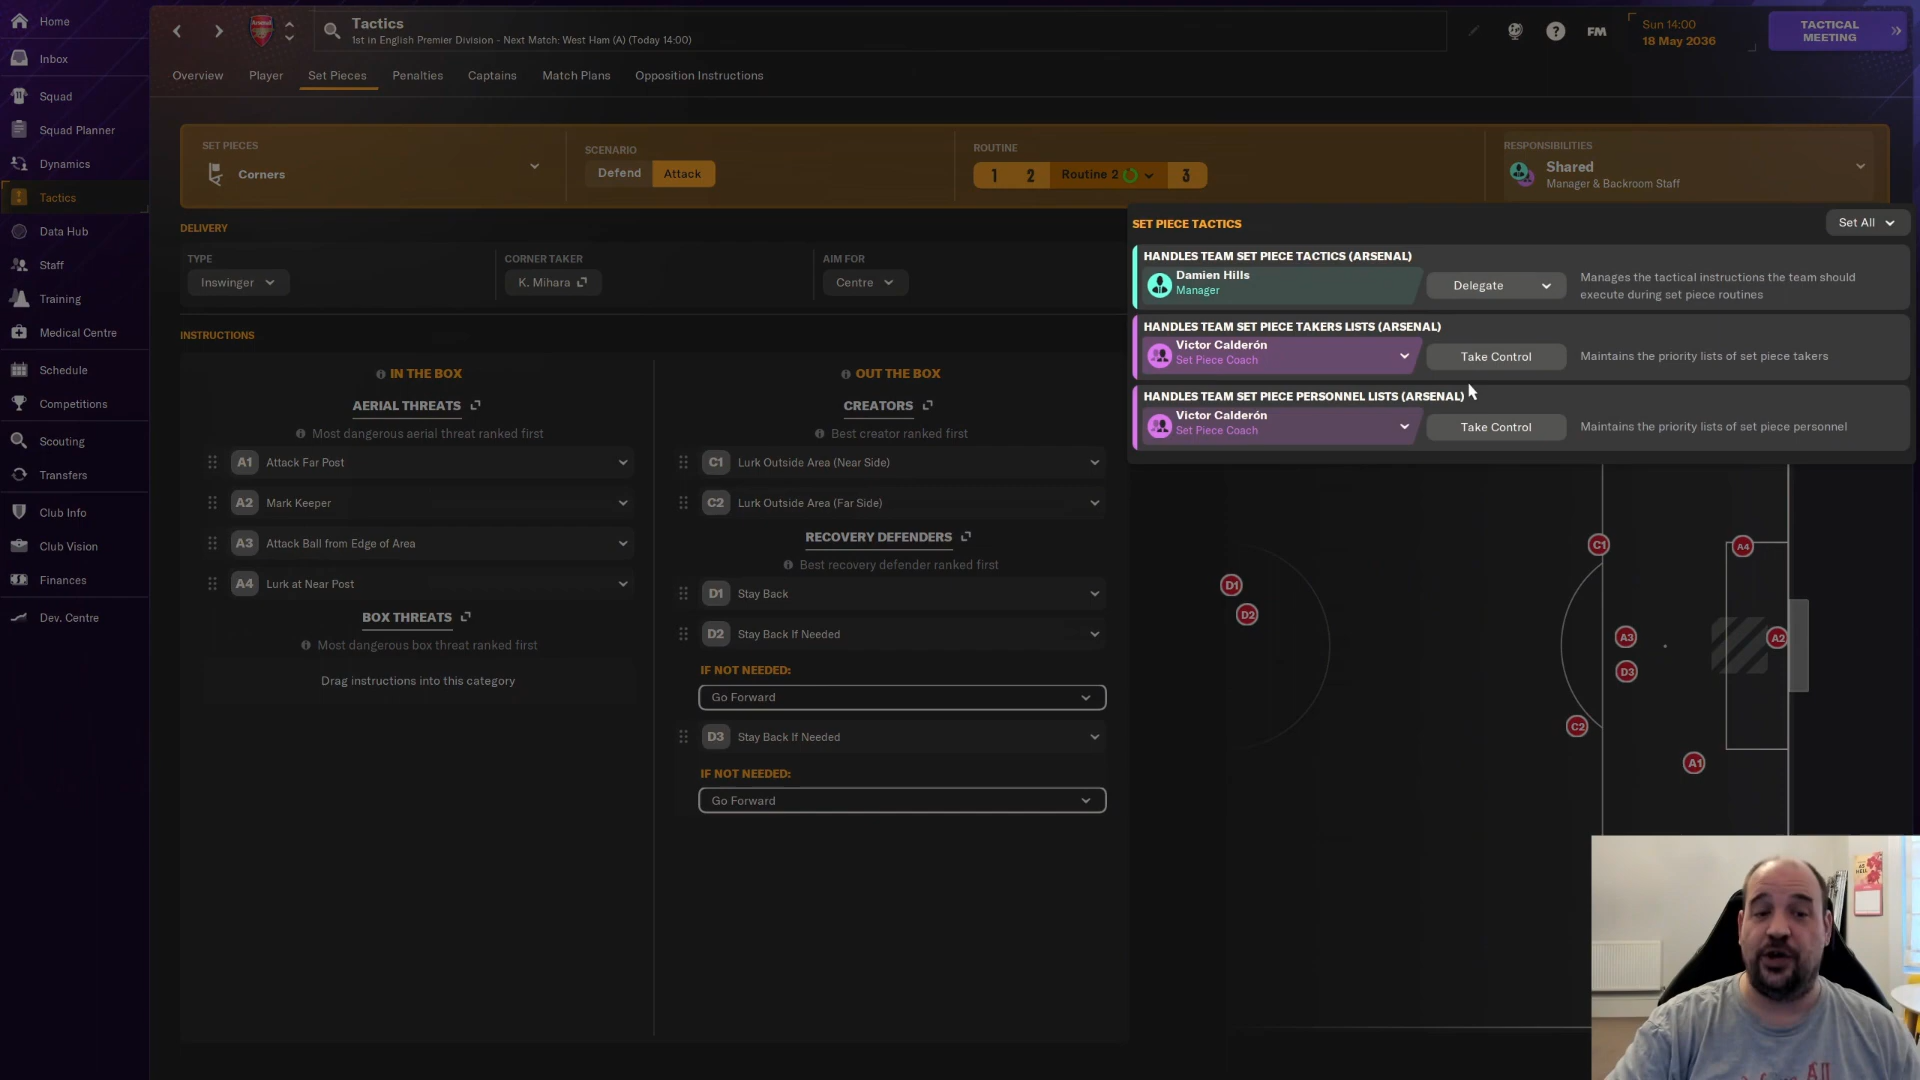 Home
Inbox
Squad
Squad Planner
Dynamics
Tactics
Data Hub
Staff
Training
Medical Centre
Schedule
Competitions
Scouting
Transfers
Club Info
Club Vision
Finances
Dev. Centre
Tactics
1st in English Premier Division - Next Match: West Ham (A) (Today 14:00)
FM
Sun 14:00
18 May 2036
TACTICAL
MEETING
Overview
Player
Set Pieces
Penalties
Captains
Match Plans
Opposition Instructions
SET PIECES
Corners
SCENARIO
Defend
Attack
ROUTINE
1
2
Routine 2
3
RESPONSIBILITIES
Shared
Manager & Backroom Staff
DELIVERY
TYPE
Inswinger
CORNER TAKER
K. Mihara
AIM FOR
Centre
SET PIECE TACTICS
Set All
HANDLES TEAM SET PIECE TACTICS (ARSENAL)
Damien Hills
Manager
Delegate
Manages the tactical instructions the team should
execute during set piece routines
HANDLES TEAM SET PIECE TAKERS LISTS (ARSENAL)
Victor Calderón
Set Piece Coach
Take Control
Maintains the priority lists of set piece takers
HANDLES TEAM SET PIECE PERSONNEL LISTS (ARSENAL)
Victor Calderón
Set Piece Coach
Take Control
Maintains the priority lists of set piece personnel
INSTRUCTIONS
IN THE BOX
AERIAL THREATS
Most dangerous aerial threat ranked first
A1 Attack Far Post
A2 Mark Keeper
A3 Attack Ball from Edge of Area
A4 Lurk at Near Post
BOX THREATS
Most dangerous box threat ranked first
Drag instructions into this category
OUT THE BOX
CREATORS
Best creator ranked first
C1 Lurk Outside Area (Near Side)
C2 Lurk Outside Area (Far Side)
RECOVERY DEFENDERS
Best recovery defender ranked first
D1 Stay Back
D2 Stay Back If Needed
IF NOT NEEDED:
Go Forward
D3 Stay Back If Needed
IF NOT NEEDED:
Go Forward
C1
A4
D1
D2
A3
A2
D3
C2
A1